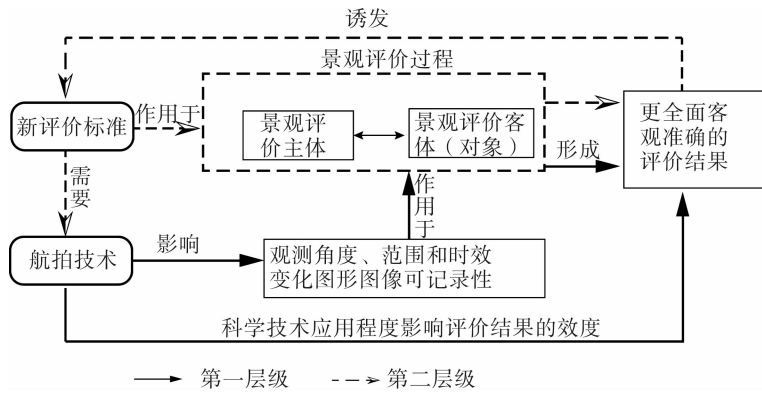 诱发
景观评价过程
新评价标准
作用于
景观评
价主体
景观评价客
体（对象）
更全面客
观准确的
评价结果
形成
需要
作用于
航拍技术
影响
观测角度、范围和时效
变化图形图像可记录性
科学技术应用程度影响评价结果的效度
第一层级
第二层级